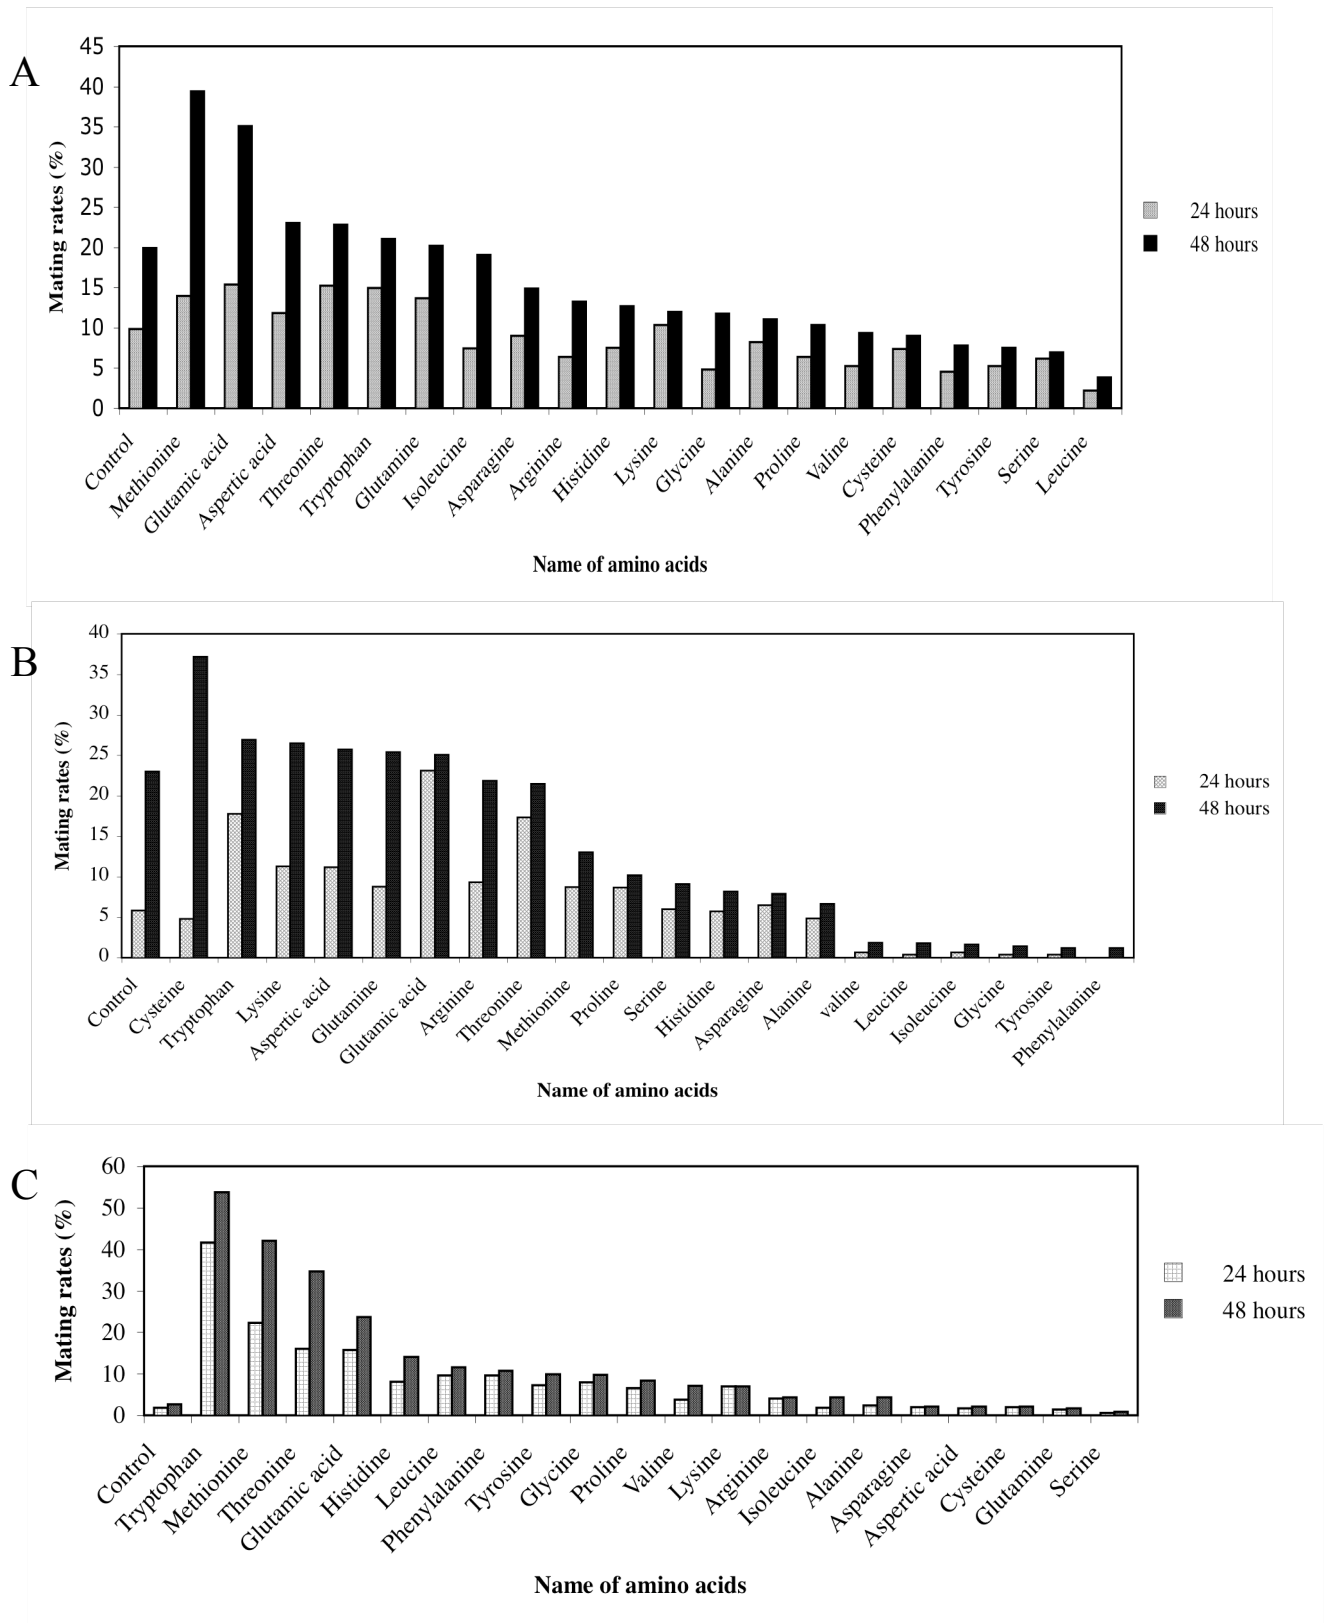 A
45
40
35
30
25
20
15
10
5
0
Mating rates (%)
24 hours
48 hours
Control
Methionine
Glutamic acid
Aspertic acid
Threonine
Tryptophan
Glutamine
Isoleucine
Asparagine
Arginine
Histidine
Lysine
Glycine
Alanine
Proline
Valine
Cysteine
Phenylalanine
Tyrosine
Serine
Leucine
Name of amino acids
B
40
35
30
25
20
15
10
5
0
Mating rates (%)
24 hours
48 hours
Control
Cysteine
Tryptophan
Lysine
Aspertic acid
Glutamine
Glutamic acid
Arginine
Threonine
Methionine
Proline
Serine
Histidine
Asparagine
Alanine
valine
Leucine
Isoleucine
Glycine
Tyrosine
Phenylalanine
Name of amino acids
C
60
50
40
30
20
10
0
Mating rates (%)
24 hours
48 hours
Control
Tryptophan
Methionine
Threonine
Glutamic acid
Histidine
Leucine
Phenylalanine
Tyrosine
Glycine
Proline
Valine
Lysine
Arginine
Isoleucine
Alanine
Asparagine
Aspertic acid
Cysteine
Glutamine
Serine
Name of amino acids